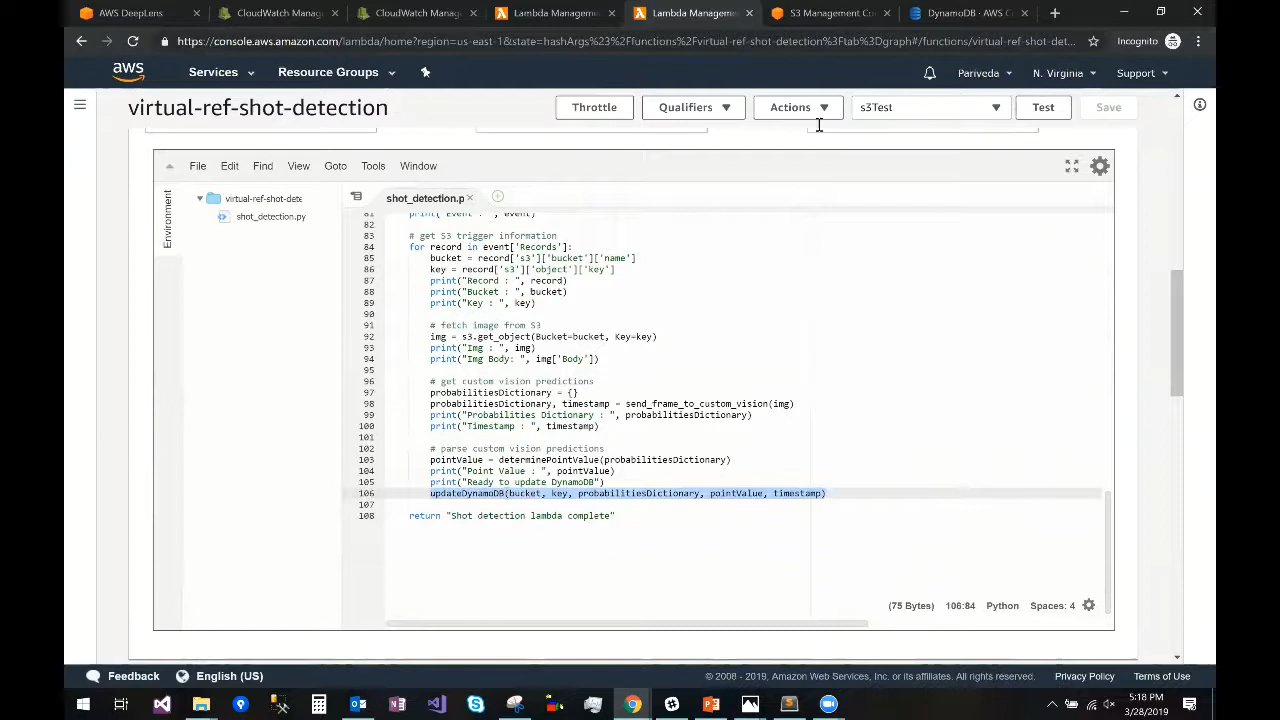 AWS DeepLens
CloudWatch Manage
CloudWatch Manage
Lambda Manageme
Lambda Manageme
S3 Management Co
DynamoDB · AWS C
https://console.aws.amazon.com/lambda/home?region=us-east-1&state=hashArgs%23%2Ffunctions%2Fvirtual-ref-shot-detection%3Ftab%3Dgraph#/functions/virtual-ref-shot-det...
Incognito
aws
Services
Resource Groups
Pariveda
N. Virginia
Support
virtual-ref-shot-detection
Throttle
Qualifiers
Actions
s3Test
Test
Save
File Edit Find View Goto Tools Window
Environment
virtual-ref-shot-dete
shot_detection.py
shot_detection.p
81 print("Event : ", event)
82
83 # get S3 trigger information
84 for record in event['Records']:
85 bucket = record['s3']['bucket']['name']
86 key = record['s3']['object']['key']
87 print("Record : ", record)
88 print("Bucket : ", bucket)
89 print("Key : ", key)
90
91 # fetch image from S3
92 img = s3.get_object(Bucket=bucket, Key=key)
93 print("Img : ", img)
94 print("Img Body: ", img['Body'])
95
96 # get custom vision predictions
97 probabilitiesDictionary = {}
98 probabilitiesDictionary, timestamp = send_frame_to_custom_vision(img)
99 print("Probabilities Dictionary : ", probabilitiesDictionary)
100 print("Timestamp : ", timestamp)
101
102 # parse custom vision predictions
103 pointValue = determinePointValue(probabilitiesDictionary)
104 print("Point Value : ", pointValue)
105 print("Ready to update DynamoDB")
106 updateDynamoDB(bucket, key, probabilitiesDictionary, pointValue, timestamp)
107
108 return "Shot detection lambda complete"
(75 Bytes) 106:84 Python Spaces: 4
Feedback
English (US)
© 2008 - 2019, Amazon Web Services, Inc. or its affiliates. All rights reserved.
Privacy Policy
Terms of Use
5:18 PM
3/28/2019